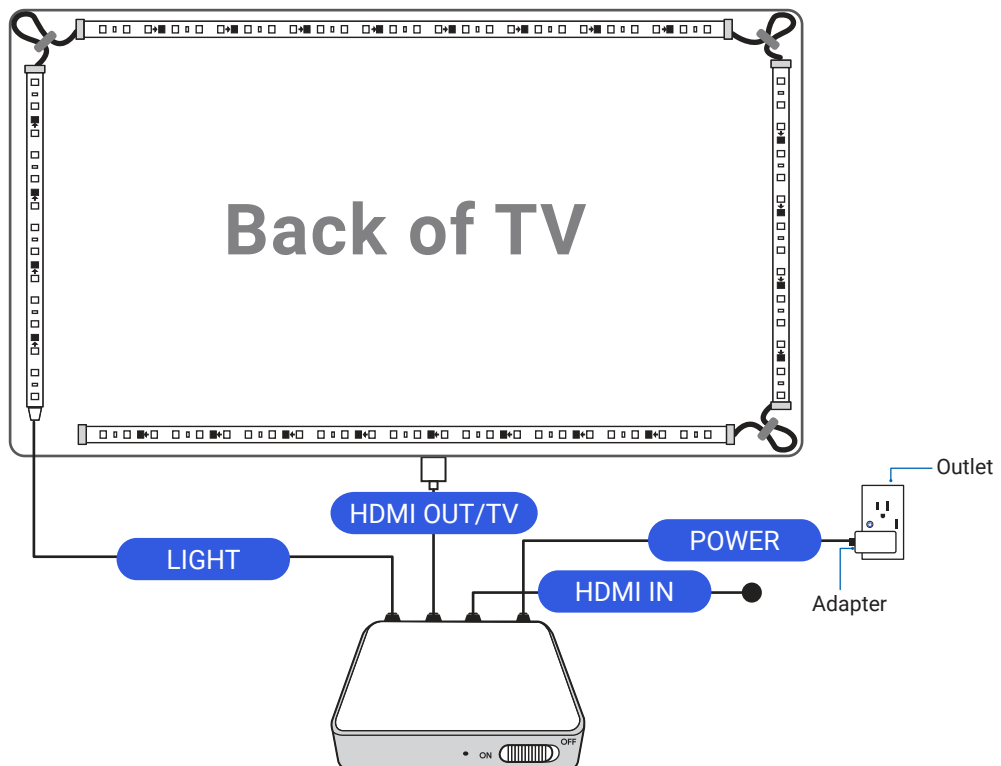 Back of TV
Outlet
HDMI OUT/TV
POWER
LIGHT
HDMI IN
Adapter
ON
OFF